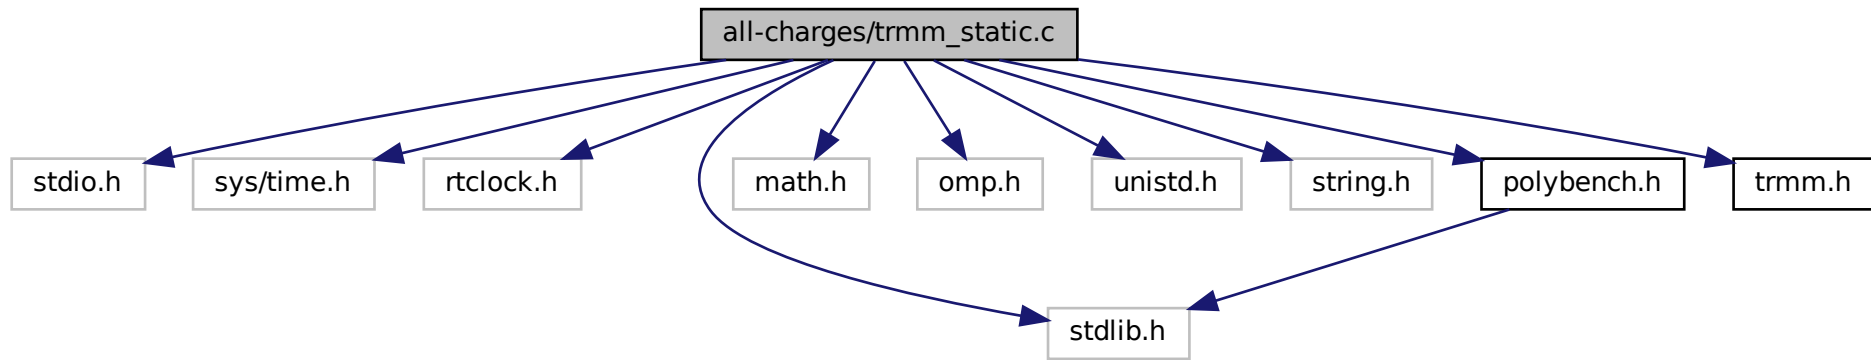 all-charges/trmm_static.c
stdio.h
sys/time.h
rtclock.h
math.h
omp.h
unistd.h
string.h
polybench.h
trmm.h
stdlib.h